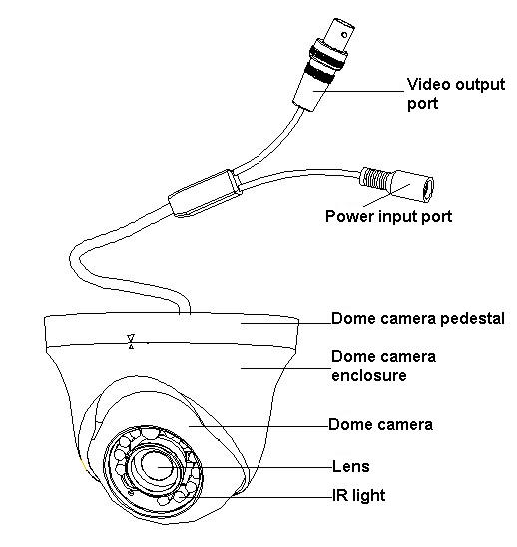 Video output
port
Power input port
Dome camera pedestal
Dome camera
enclosure
Dome camera
Lens
IR light